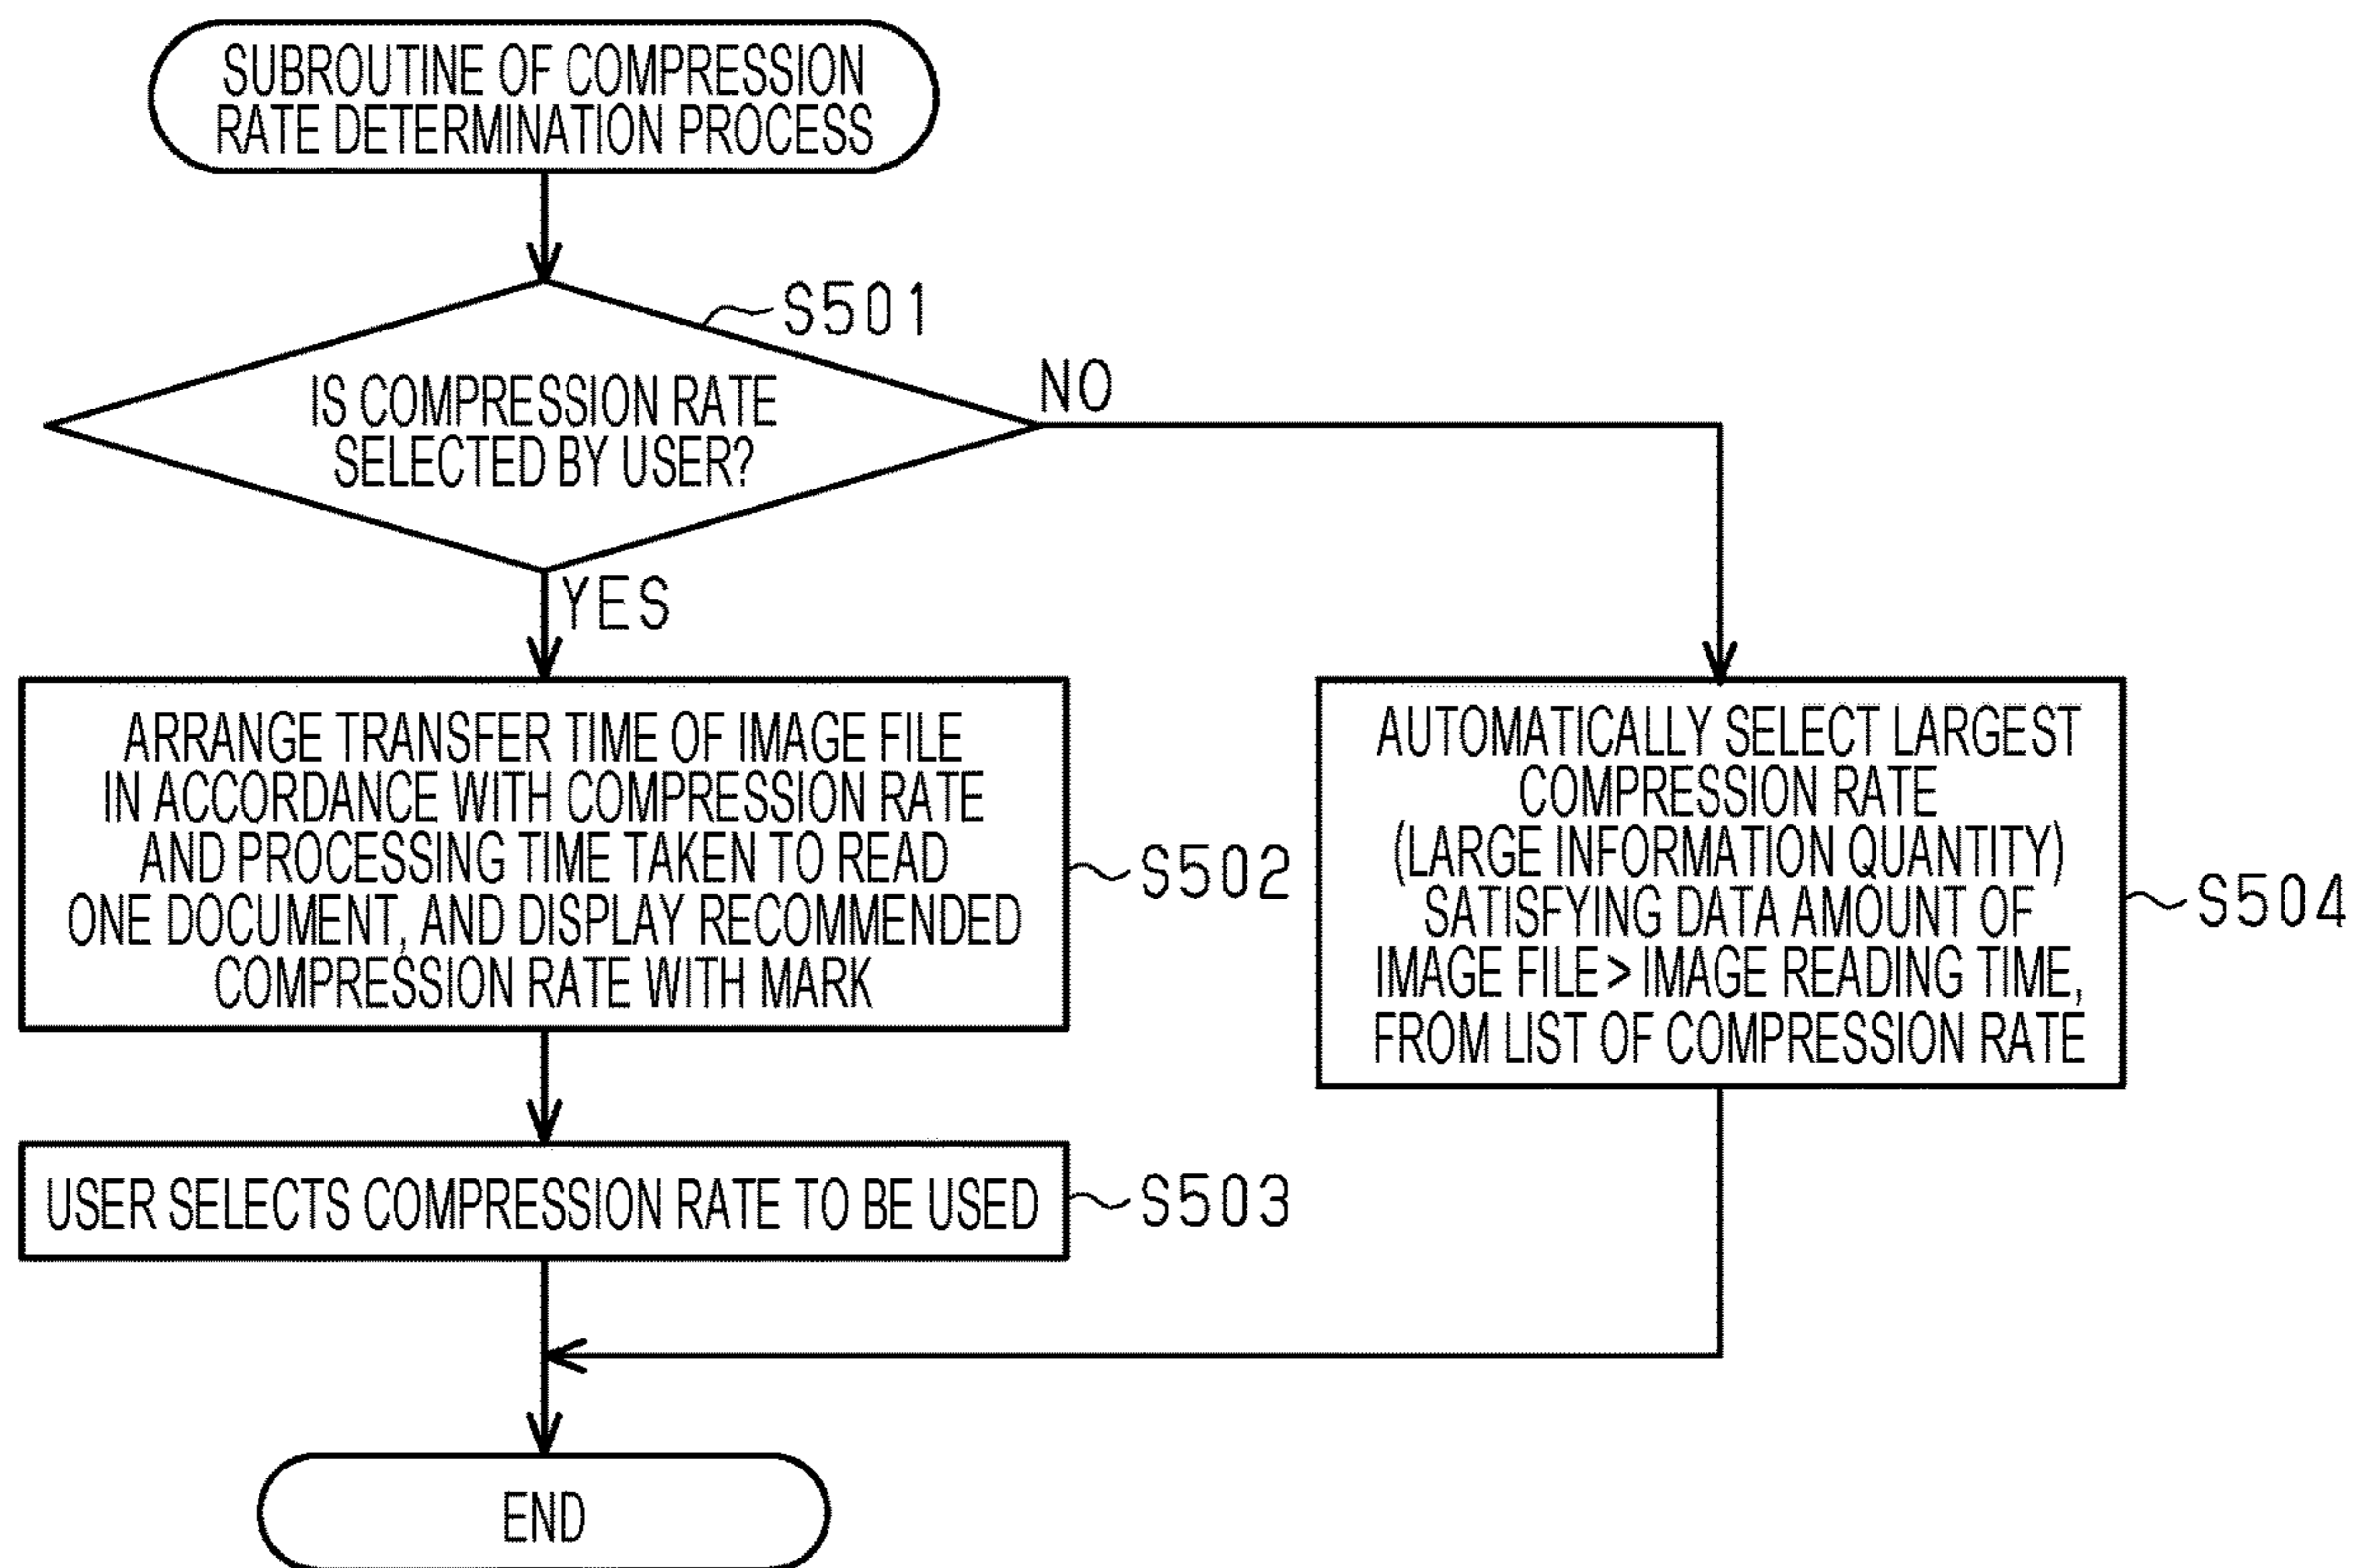 SUBROUTINE OF COMPRESSION
RATE DETERMINATION PROCESS
S501
IS COMPRESSION RATE
SELECTED BY USER?
NO
YES
ARRANGE TRANSFER TIME OF IMAGE FILE
IN ACCORDANCE WITH COMPRESSION RATE
AND PROCESSING TIME TAKEN TO READ
ONE DOCUMENT, AND DISPLAY RECOMMENDED
COMPRESSION RATE WITH MARK
S502
AUTOMATICALLY SELECT LARGEST
COMPRESSION RATE
(LARGE INFORMATION QUANTITY)
SATISFYING DATA AMOUNT OF
IMAGE FILE > IMAGE READING TIME,
FROM LIST OF COMPRESSION RATE
S504
USER SELECTS COMPRESSION RATE TO BE USED
S503
END